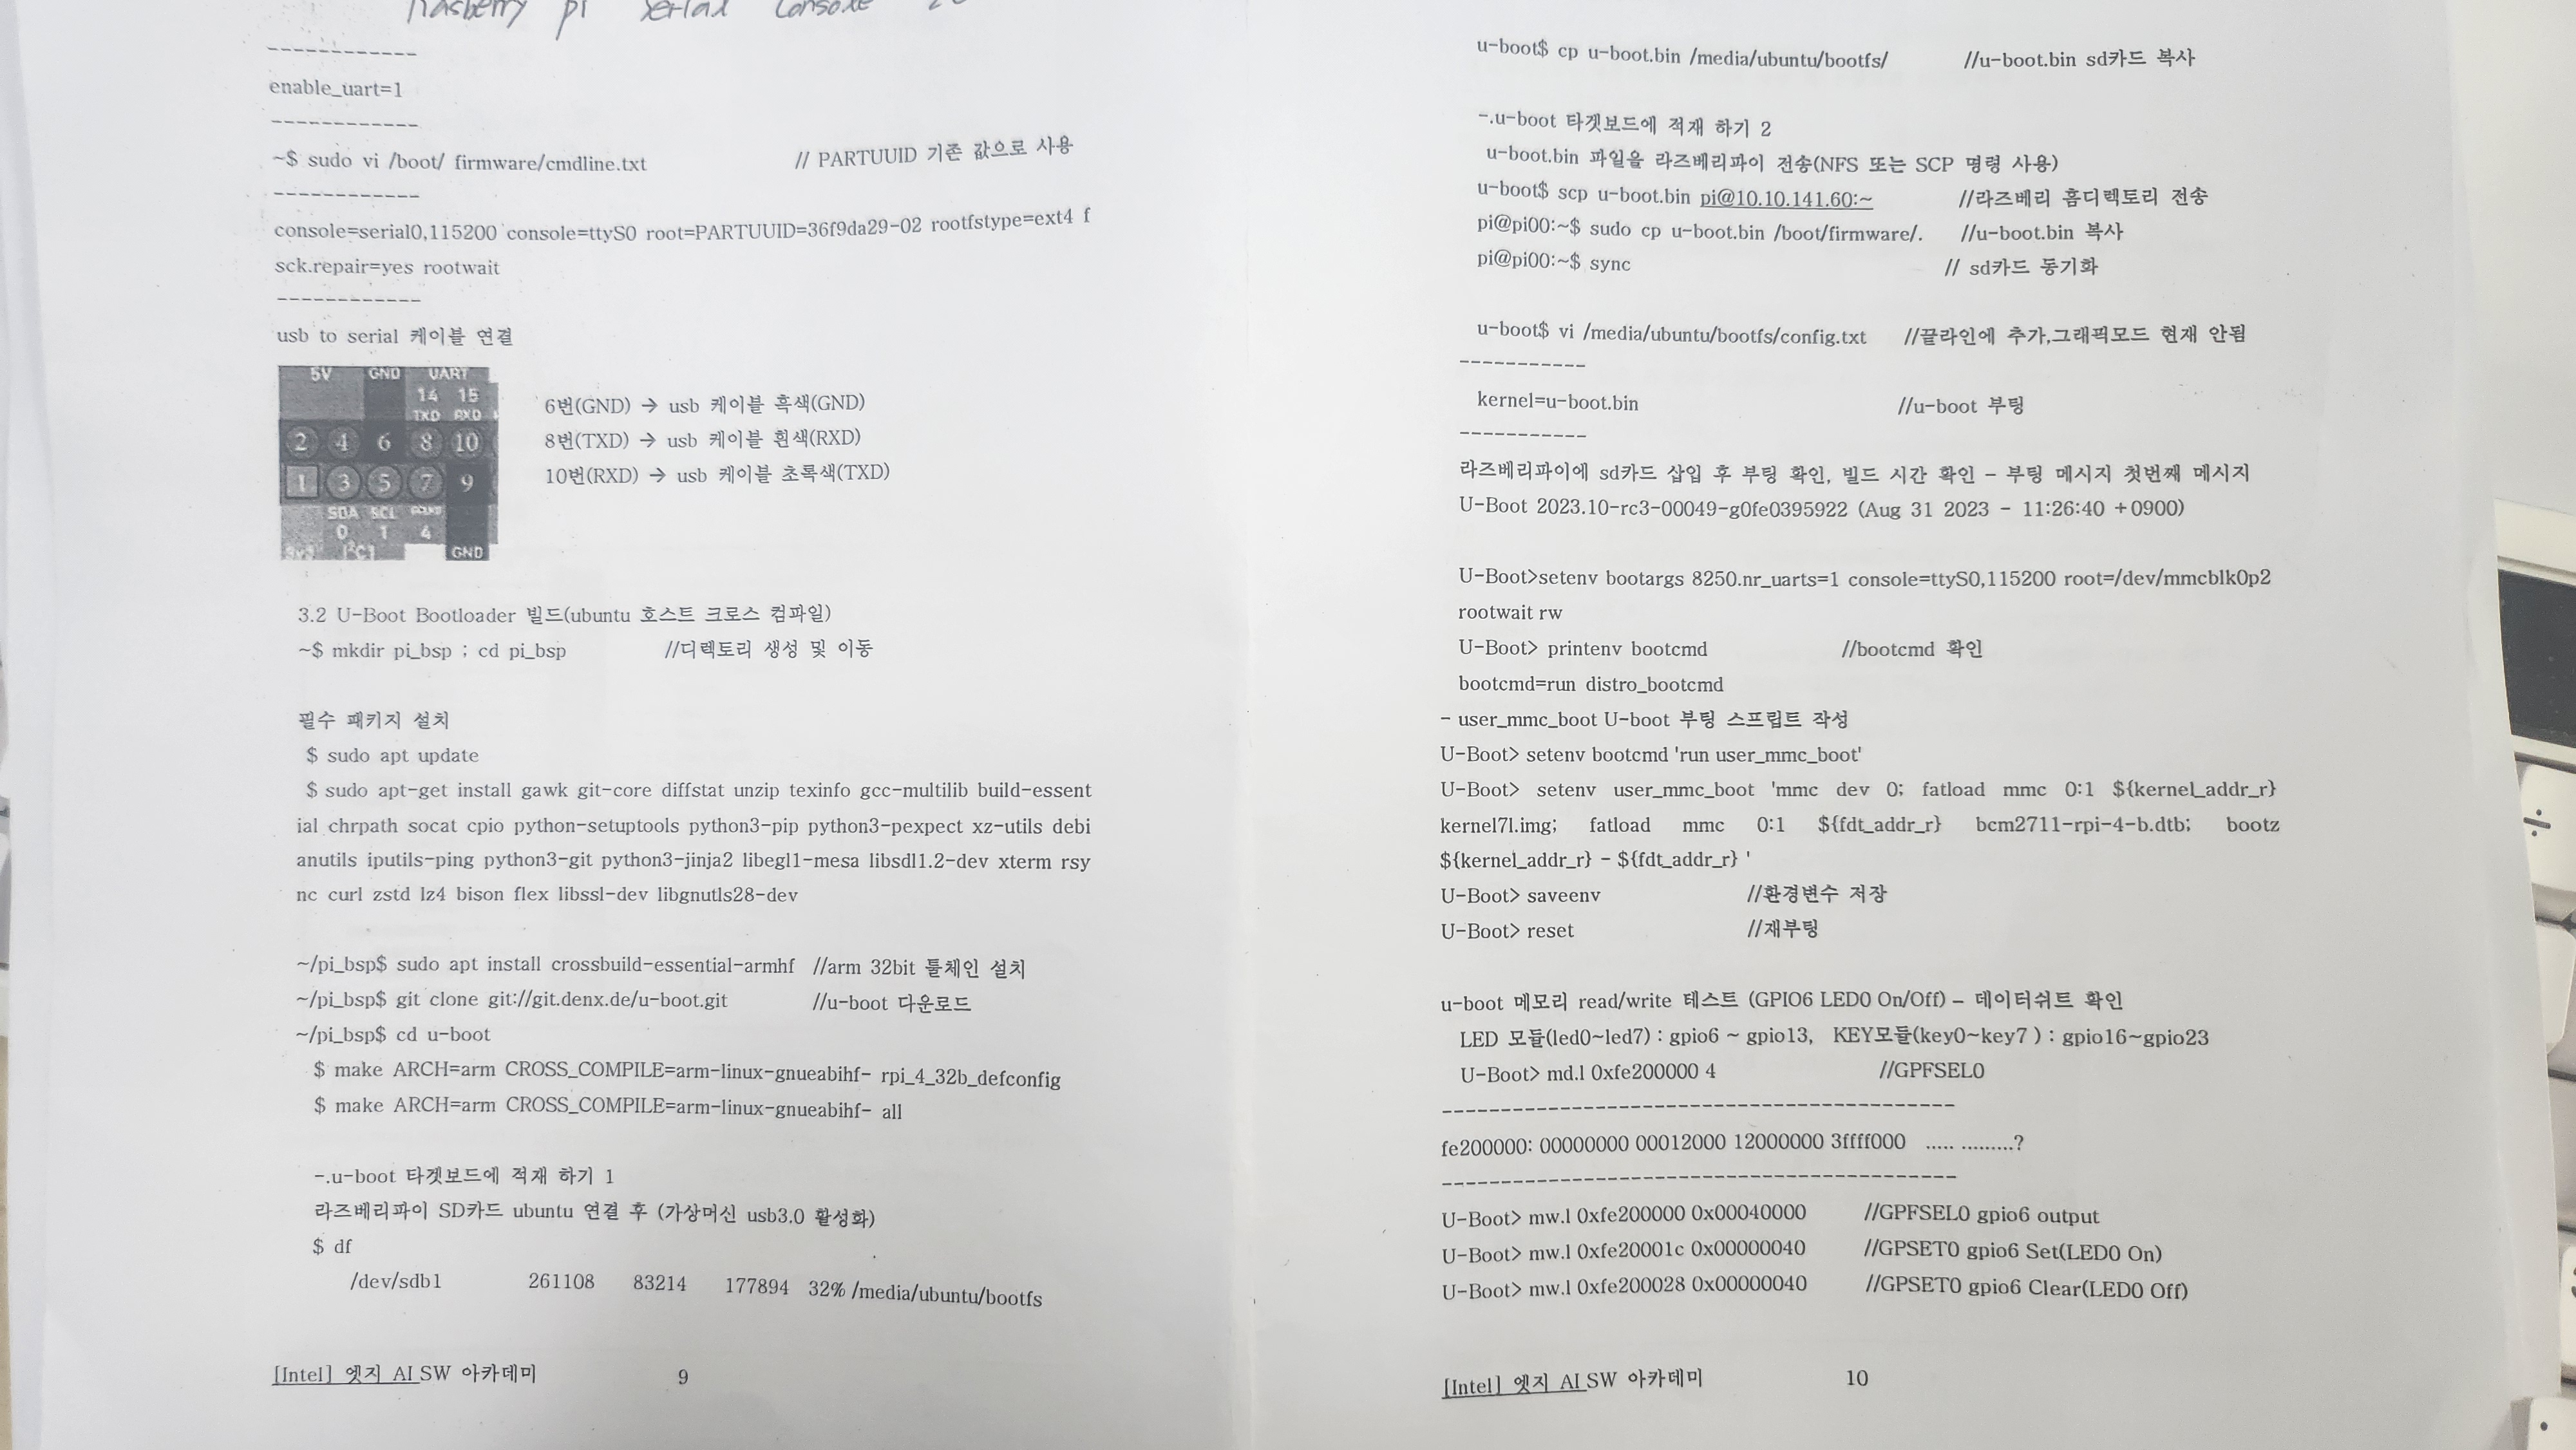 Rasberry pi serial console
------------
enable_uart=1
------------
~$ sudo vi /boot/ firmware/cmdline.txt // PARTUUID 기존 값으로 사용
------------
console=serial0,115200 console=ttyS0 root=PARTUUID=36f9da29-02 rootfstype=ext4 f
sck.repair=yes rootwait
------------
usb to serial 케이블 연결
5V GND UART
14 15
TXD RXD
2 4 6 8 10
1 3 5 7 9
SDA SCL
0 1 4
I²C1 GND
6번(GND) → usb 케이블 흑색(GND)
8번(TXD) → usb 케이블 흰색(RXD)
10번(RXD) → usb 케이블 초록색(TXD)
3.2 U-Boot Bootloader 빌드(ubuntu 호스트 크로스 컴파일)
~$ mkdir pi_bsp ; cd pi_bsp //디렉토리 생성 및 이동
필수 패키지 설치
$ sudo apt update
$ sudo apt-get install gawk git-core diffstat unzip texinfo gcc-multilib build-essent
ial chrpath socat cpio python-setuptools python3-pip python3-pexpect xz-utils debi
anutils iputils-ping python3-git python3-jinja2 libegl1-mesa libsdl1.2-dev xterm rsy
nc curl zstd lz4 bison flex libssl-dev libgnutls28-dev
~/pi_bsp$ sudo apt install crossbuild-essential-armhf //arm 32bit 툴체인 설치
~/pi_bsp$ git clone git://git.denx.de/u-boot.git //u-boot 다운로드
~/pi_bsp$ cd u-boot
$ make ARCH=arm CROSS_COMPILE=arm-linux-gnueabihf- rpi_4_32b_defconfig
$ make ARCH=arm CROSS_COMPILE=arm-linux-gnueabihf- all
-.u-boot 타겟보드에 적재 하기 1
라즈베리파이 SD카드 ubuntu 연결 후 (가상머신 usb3.0 활성화)
$ df
/dev/sdb1 261108 83214 177894 32% /media/ubuntu/bootfs
[Intel] 엣지 AI SW 아카데미 9
u-boot$ cp u-boot.bin /media/ubuntu/bootfs/ //u-boot.bin sd카드 복사
-.u-boot 타겟보드에 적재 하기 2
u-boot.bin 파일을 라즈베리파이 전송(NFS 또는 SCP 명령 사용)
u-boot$ scp u-boot.bin pi@10.10.141.60:~ //라즈베리 홈디렉토리 전송
pi@pi00:~$ sudo cp u-boot.bin /boot/firmware/. //u-boot.bin 복사
pi@pi00:~$ sync // sd카드 동기화
u-boot$ vi /media/ubuntu/bootfs/config.txt //끝라인에 추가,그래픽모드 현재 안됨
-----------
kernel=u-boot.bin //u-boot 부팅
-----------
라즈베리파이에 sd카드 삽입 후 부팅 확인, 빌드 시간 확인 - 부팅 메시지 첫번째 메시지
U-Boot 2023.10-rc3-00049-g0fe0395922 (Aug 31 2023 - 11:26:40 +0900)
U-Boot>setenv bootargs 8250.nr_uarts=1 console=ttyS0,115200 root=/dev/mmcblk0p2
rootwait rw
U-Boot> printenv bootcmd //bootcmd 확인
bootcmd=run distro_bootcmd
- user_mmc_boot U-boot 부팅 스프립트 작성
U-Boot> setenv bootcmd 'run user_mmc_boot'
U-Boot> setenv user_mmc_boot 'mmc dev 0; fatload mmc 0:1 ${kernel_addr_r}
kernel7l.img; fatload mmc 0:1 ${fdt_addr_r} bcm2711-rpi-4-b.dtb; bootz
${kernel_addr_r} - ${fdt_addr_r} '
U-Boot> saveenv //환경변수 저장
U-Boot> reset //재부팅
u-boot 메모리 read/write 테스트 (GPIO6 LED0 On/Off) – 데이터쉬트 확인
LED 모듈(led0~led7) : gpio6 ~ gpio13, KEY모듈(key0~key7 ) : gpio16~gpio23
U-Boot> md.l 0xfe200000 4 //GPFSEL0
--------------------------------------------
fe200000: 00000000 00012000 12000000 3ffff000 ..... .........?
--------------------------------------------
U-Boot> mw.l 0xfe200000 0x00040000 //GPFSEL0 gpio6 output
U-Boot> mw.l 0xfe20001c 0x00000040 //GPSET0 gpio6 Set(LED0 On)
U-Boot> mw.l 0xfe200028 0x00000040 //GPSET0 gpio6 Clear(LED0 Off)
[Intel] 엣지 AI SW 아카데미 10